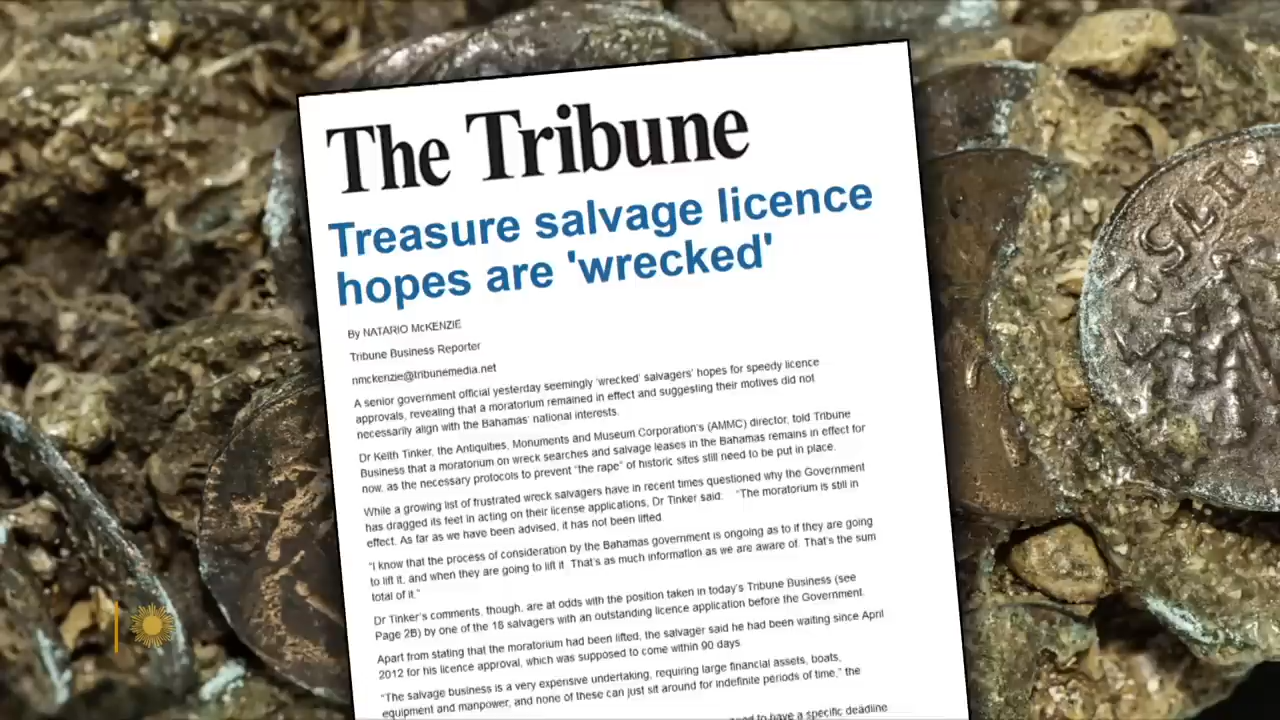 The Tribune
Treasure salvage licence
hopes are 'wrecked'
By NATARIO McKENZIE
Tribune Business Reporter
nmckenzie@tribunemedia.net
A senior government official yesterday seemingly 'wrecked' salvagers' hopes for speedy licence
approvals, revealing that a moratorium remained in effect and suggesting their motives did not
necessarily align with the Bahamas' national interests.
Dr Keith Tinker, the Antiquities, Monuments and Museum Corporation's (AMMC) director, told Tribune
Business that a moratorium on wreck searches and salvage leases in the Bahamas remains in effect for
now, as the necessary protocols to prevent "the rape" of historic sites still need to be put in place.
While a growing list of frustrated wreck salvagers have in recent times questioned why the Government
has dragged its feet in acting on their license applications, Dr Tinker said: "The moratorium is still in
effect. As far as we have been advised, it has not been lifted.
"I know that the process of consideration by the Bahamas government is ongoing as to if they are going
to lift it, and when they are going to lift it. That's as much information as we are aware of. That's the sum
total of it."
Dr Tinker's comments, though, are at odds with the position taken in today's Tribune Business (see
Page 2B) by one of the 18 salvagers with an outstanding licence application before the Government.
Apart from stating that the moratorium had been lifted, the salvager said he had been waiting since April
2012 for his licence approval, which was supposed to come within 90 days.
"The salvage business is a very expensive undertaking, requiring large financial assets, boats,
equipment and manpower, and none of these can just sit around for indefinite periods of time," the
to have a specific deadline